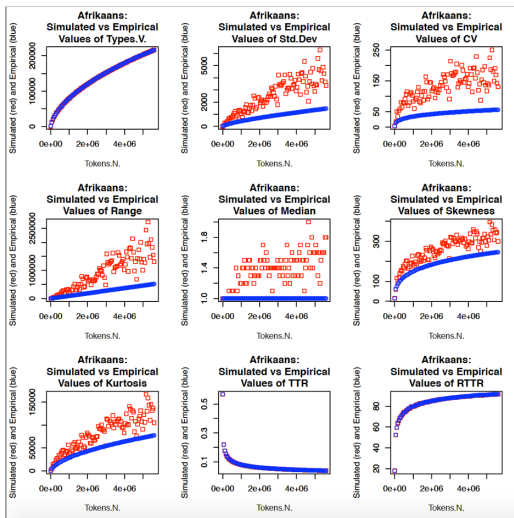 Afrikaans:
Simulated vs Empirical
Values of Types.V.
Simulated (red) and Empirical (blue)
0 100000 200000
0e+00 2e+06 4e+06
Tokens.N.
Afrikaans:
Simulated vs Empirical
Values of Std.Dev
Simulated (red) and Empirical (blue)
0 2000 6000
0e+00 2e+06 4e+06
Tokens.N.
Afrikaans:
Simulated vs Empirical
Values of CV
Simulated (red) and Empirical (blue)
0 50 150 250
0e+00 2e+06 4e+06
Tokens.N.
Afrikaans:
Simulated vs Empirical
Values of Range
Simulated (red) and Empirical (blue)
0 1000000 2500000
0e+00 2e+06 4e+06
Tokens.N.
Afrikaans:
Simulated vs Empirical
Values of Median
Simulated (red) and Empirical (blue)
1.0 1.4 1.8
0e+00 2e+06 4e+06
Tokens.N.
Afrikaans:
Simulated vs Empirical
Values of Skewness
Simulated (red) and Empirical (blue)
0 100 300
0e+00 2e+06 4e+06
Tokens.N.
Afrikaans:
Simulated vs Empirical
Values of Kurtosis
Simulated (red) and Empirical (blue)
0 50000 150000
0e+00 2e+06 4e+06
Tokens.N.
Afrikaans:
Simulated vs Empirical
Values of TTR
Simulated (red) and Empirical (blue)
0.1 0.3 0.5
0e+00 2e+06 4e+06
Tokens.N.
Afrikaans:
Simulated vs Empirical
Values of RTTR
Simulated (red) and Empirical (blue)
20 40 60 80
0e+00 2e+06 4e+06
Tokens.N.